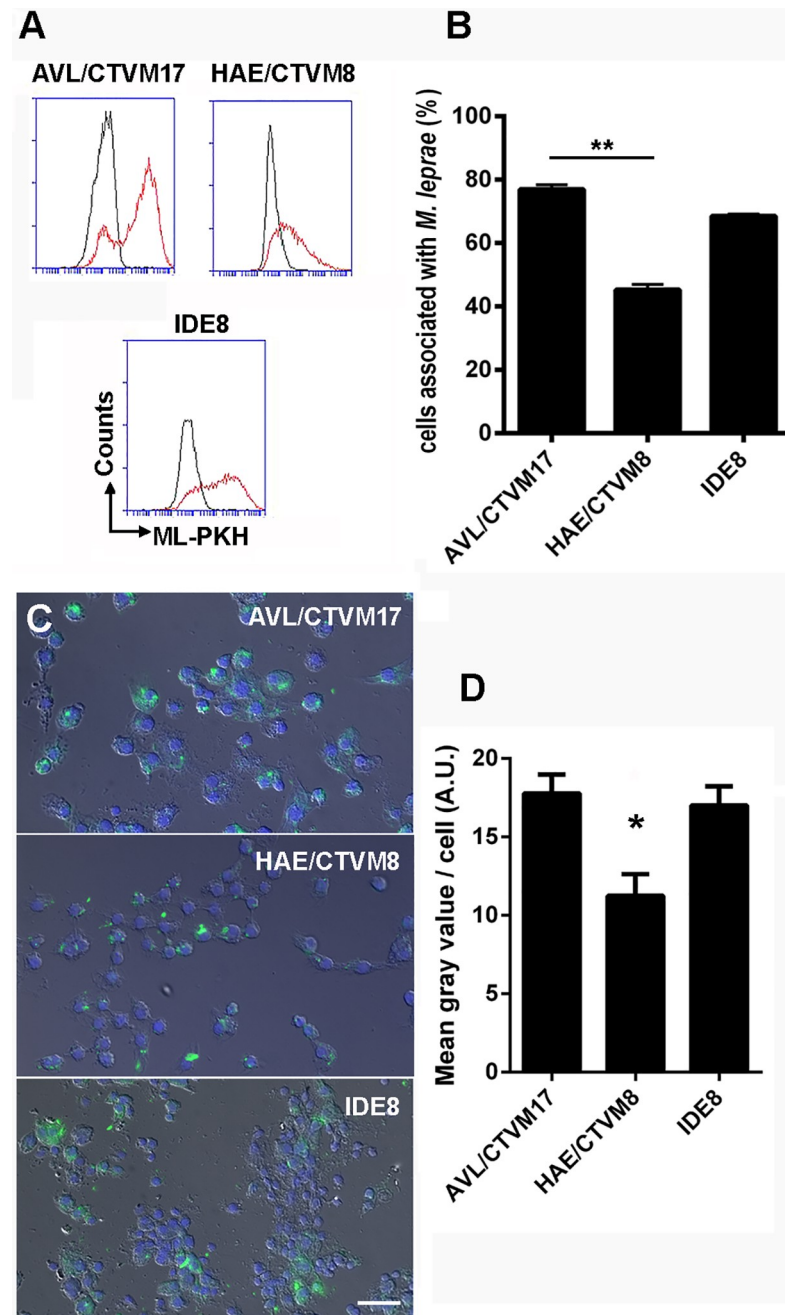 A
AVL/CTVM17 HAE/CTVM8
IDE8
Counts
ML-PKH
B
cells associated with M. leprae (%)
100
80
60
40
20
0
**
AVL/CTVM17
HAE/CTVM8
IDE8
C
AVL/CTVM17
HAE/CTVM8
IDE8
D
Mean gray value / cell (A.U.)
20
15
10
5
0
*
AVL/CTVM17
HAE/CTVM8
IDE8